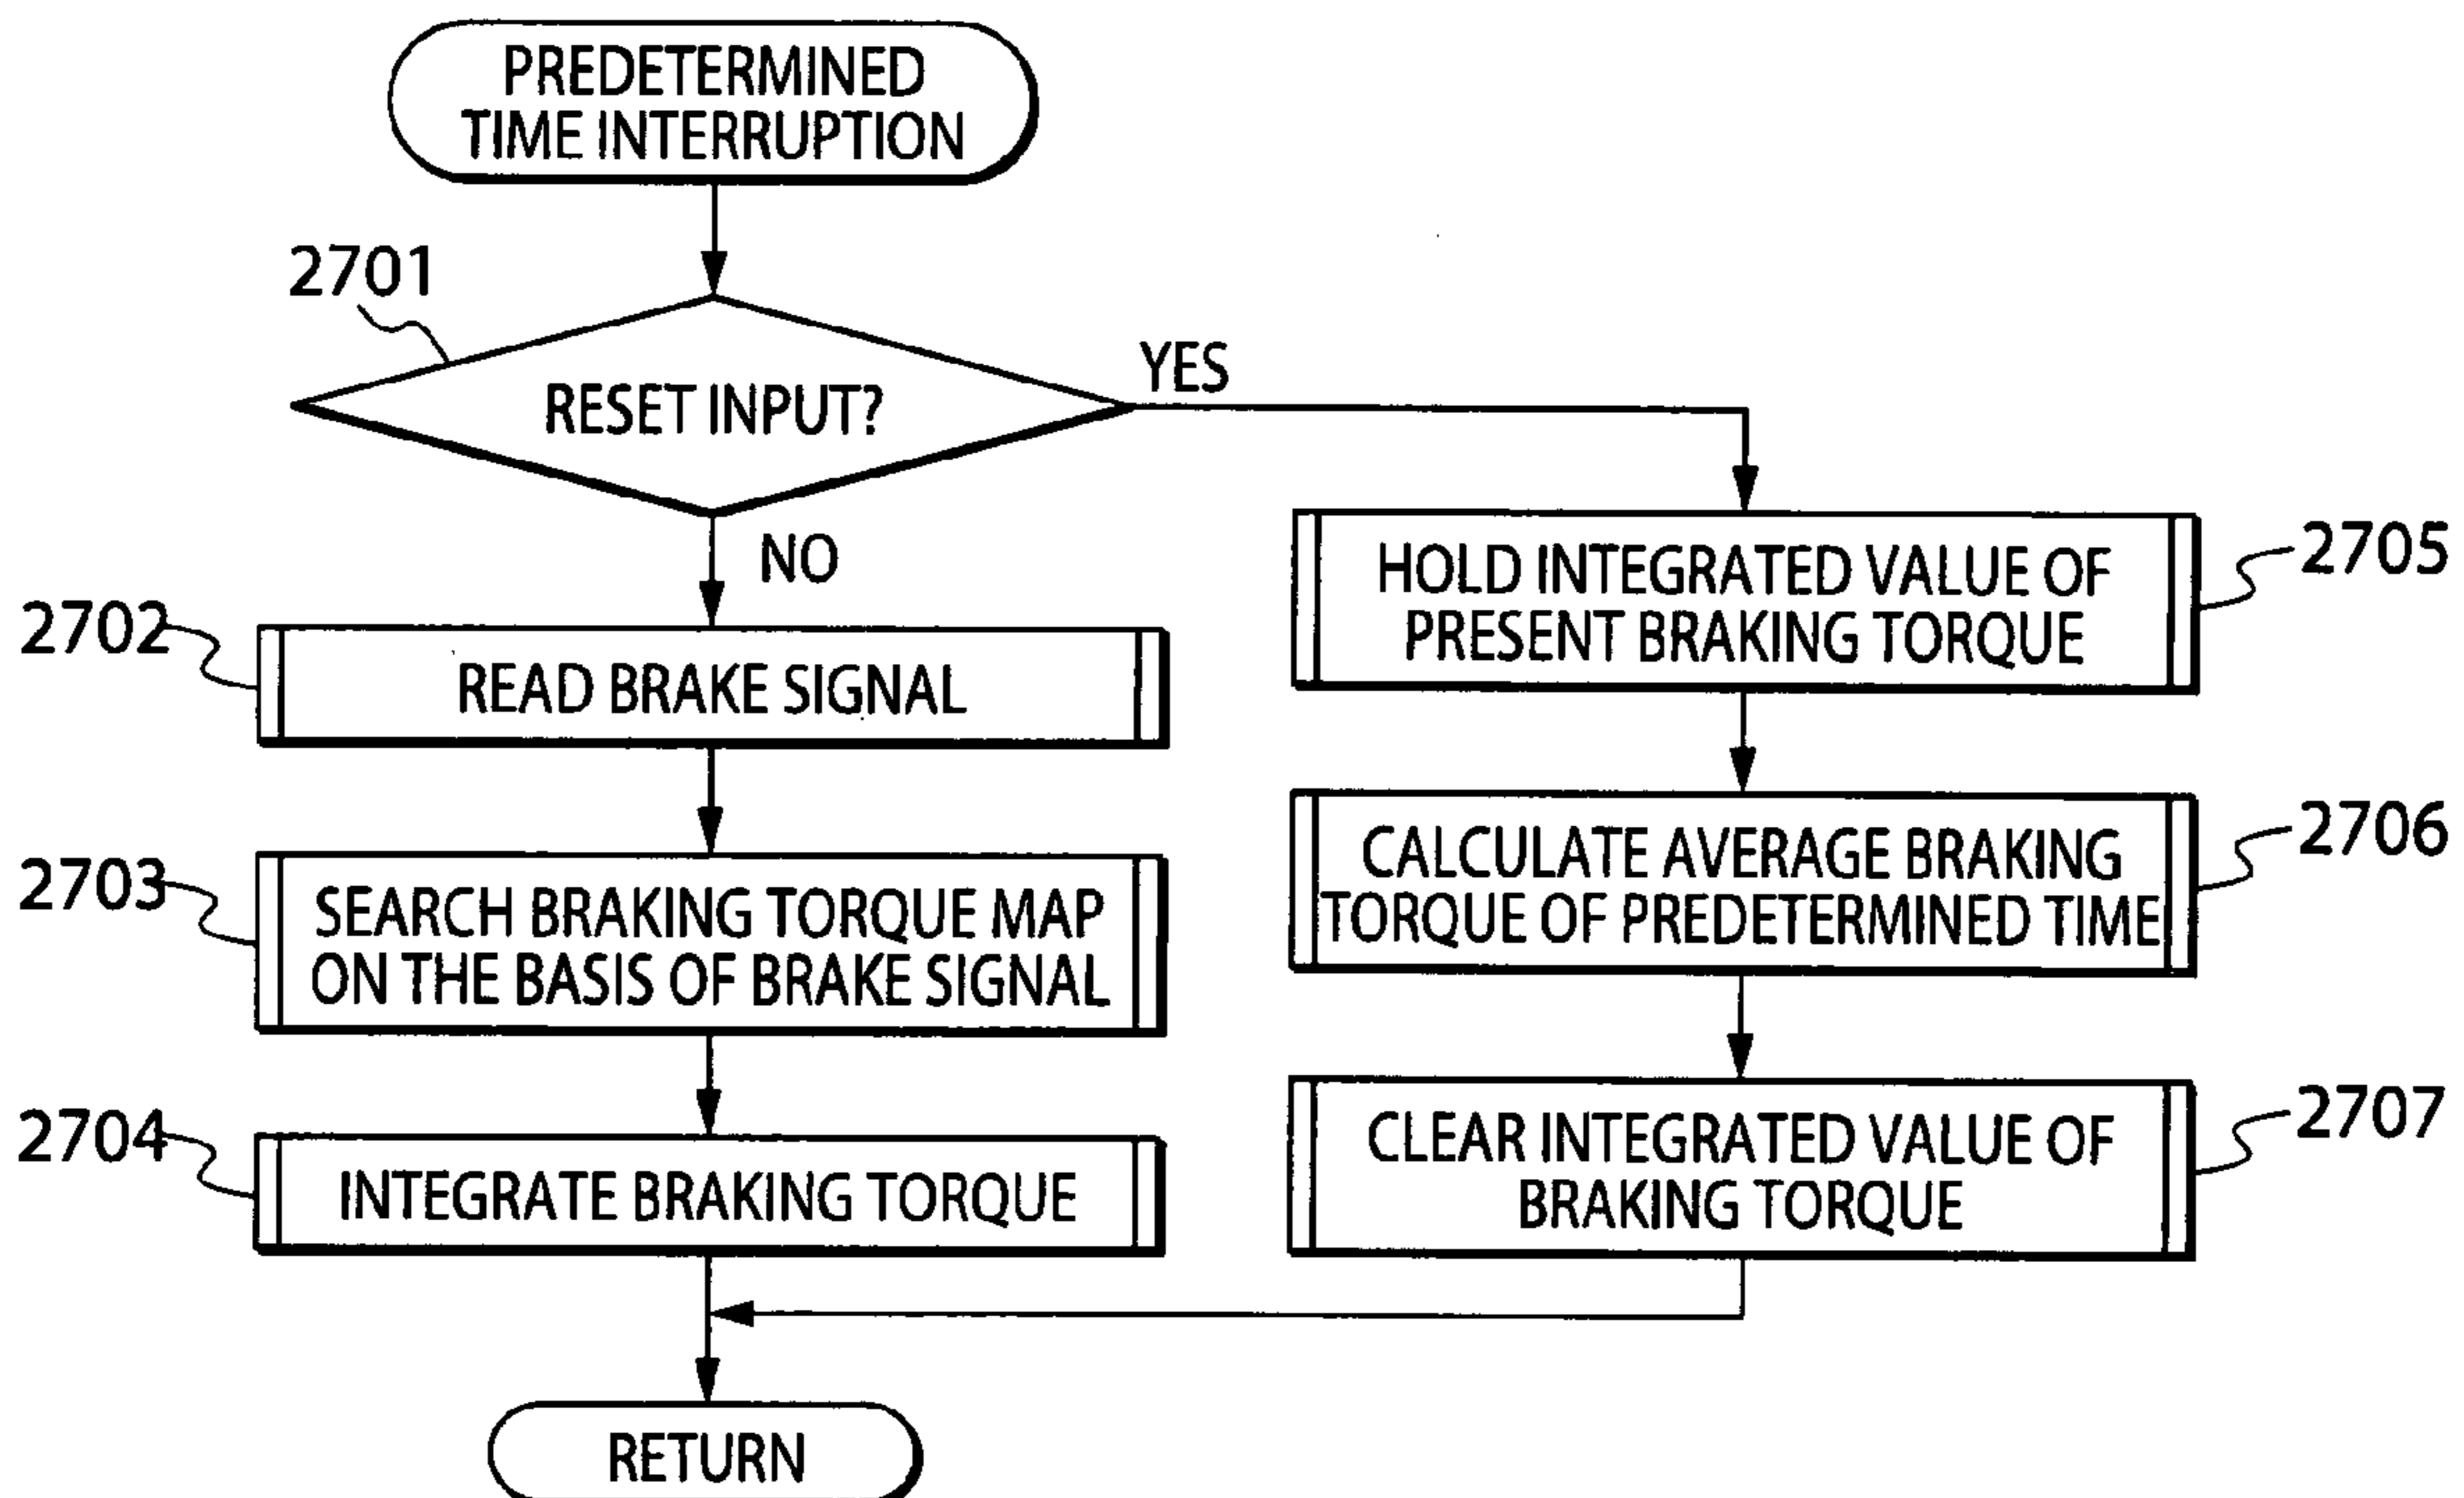 PREDETERMINED
TIME INTERRUPTION
2701
RESET INPUT?
YES
NO
2702
READ BRAKE SIGNAL
2703
SEARCH BRAKING TORQUE MAP
ON THE BASIS OF BRAKE SIGNAL
2704
INTEGRATE BRAKING TORQUE
HOLD INTEGRATED VALUE OF
PRESENT BRAKING TORQUE
2705
CALCULATE AVERAGE BRAKING
TORQUE OF PREDETERMINED TIME
2706
CLEAR INTEGRATED VALUE OF
BRAKING TORQUE
2707
RETURN